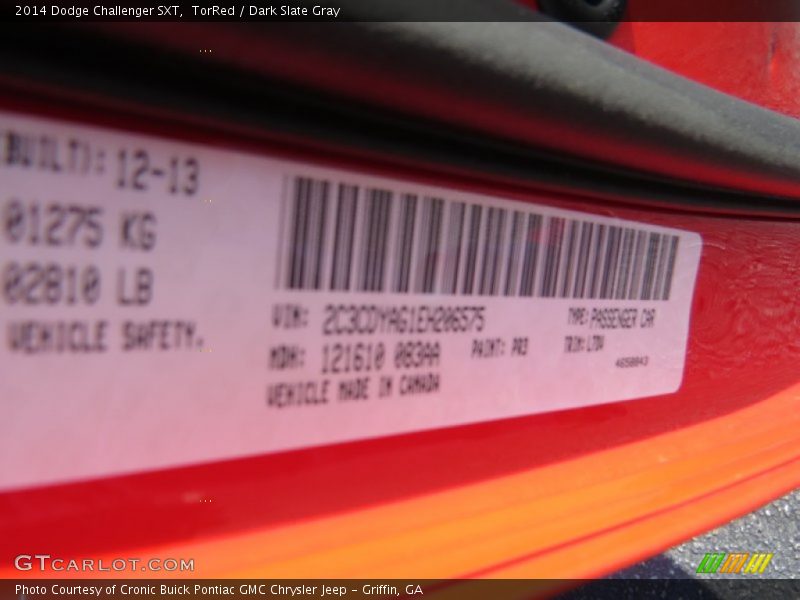 2014 Dodge Challenger SXT, TorRed / Dark Slate Gray
(BUILT): 12-13
01275 KG
02810 LB
VEHICLE SAFETY.
VIN: 2C3CDYAG1EH206575
TYPE: PASSENGER CAR
MDH: 121610 083AA
PAINT: PR3
TRIM: LTDV
VEHICLE MADE IN CANADA
4650043
GTCARLOT.COM
Photo Courtesy of Cronic Buick Pontiac GMC Chrysler Jeep - Griffin, GA